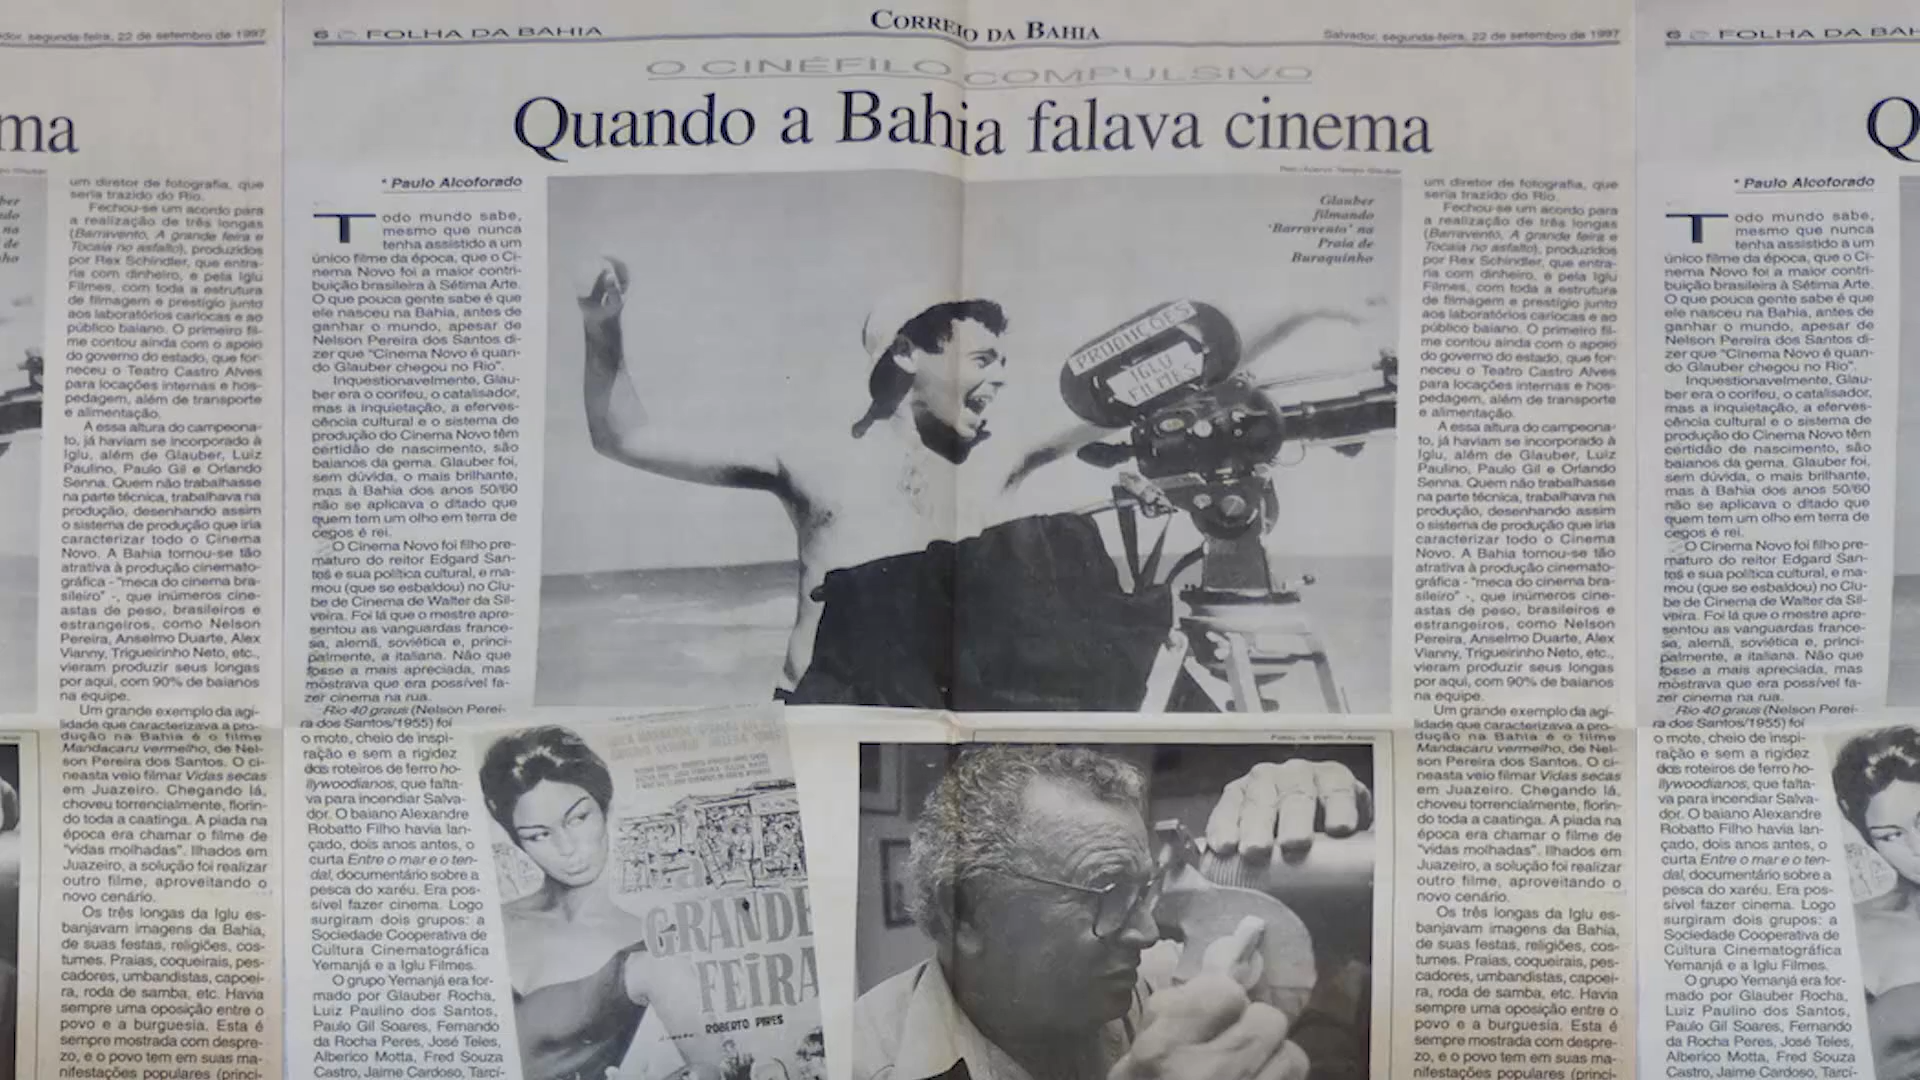 6 FOLHA DA BAHIA
CORREIO DA BAHIA
Salvador, segunda-feira, 22 de setembro de 1997
O CINÉFILO COMPULSIVO
Quando a Bahia falava cinema
* Paulo Alcoforado
Todo mundo sabe,
mesmo que nunca
tenha assistido a um
único filme da época, que o Ci-
nema Novo foi a maior contri-
buição brasileira à Sétima Arte.
O que pouca gente sabe é que
ele nasceu na Bahia, antes de
ganhar o mundo, apesar de
Nelson Pereira dos Santos di-
zer que "Cinema Novo é quan-
do Glauber chegou no Rio".
Inquestionavelmente, Glau-
ber era o corifeu, o catalisador,
mas a inquietação, a eferves-
cência cultural e o sistema de
produção do Cinema Novo têm
certidão de nascimento, são
baianos da gema. Glauber foi,
sem dúvida, o mais brilhante,
mas à Bahia dos anos 50/60
não se aplicava o ditado que
quem tem um olho em terra de
cegos é rei.
O Cinema Novo foi filho pre-
maturo do reitor Edgard San-
tos e sua política cultural, e ma-
mou (que se esbaldou) no Clu-
be de Cinema de Walter da Sil-
veira. Foi lá que o mestre apre-
sentou as vanguardas france-
sa, alemã, soviética e, princi-
palmente, a italiana. Não que
fosse a mais apreciada, mas
mostrava que era possível fa-
zer cinema na rua.
Rio 40 graus (Nelson Perei-
ra dos Santos/1955) foi
o mote, cheio de inspi-
ração e sem a rigidez
dos roteiros de ferro ho-
llywoodianos, que falta-
va para incendiar Salva-
dor. O baiano Alexandre
Robatto Filho havia lan-
çado, dois anos antes, o
curta Entre o mar e o ten-
dal, documentário sobre a
pesca do xaréu. Era pos-
sível fazer cinema. Logo
surgiram dois grupos: a
Sociedade Cooperativa de
Cultura Cinematográfica
Yemanjá e a Iglu Filmes.
O grupo Yemanjá era for-
mado por Glauber Rocha,
Luiz Paulino dos Santos,
Paulo Gil Soares, Fernando
da Rocha Peres, José Teles,
Alberico Motta, Fred Souza
Castro, Jaime Cardoso, Tarcí-
Glauber
filmando
'Barravento' na
Praia de
Buraquinho
PRODUÇÕES
IGLU
FILMES
GRANDE
FEIRA
ROBERTO PIRES
um diretor de fotografia, que
seria trazido do Rio.
Fechou-se um acordo para
a realização de três longas
(Barravento, A grande feira e
Tocaia no asfalto), produzidos
por Rex Schindler, que entra-
ria com dinheiro, e pela Iglu
Filmes, com toda a estrutura
de filmagem e prestígio junto
aos laboratórios cariocas e ao
público baiano. O primeiro fil-
me contou ainda com o apoio
do governo do estado, que for-
neceu o Teatro Castro Alves
para locações internas e hos-
pedagem, além de transporte
e alimentação.
A essa altura do campeona-
to, já haviam se incorporado à
Iglu, além de Glauber, Luiz
Paulino, Paulo Gil e Orlando
Senna. Quem não trabalhasse
na parte técnica, trabalhava na
produção, desenhando assim
o sistema de produção que iria
caracterizar todo o Cinema
Novo. A Bahia tornou-se tão
atrativa à produção cinemato-
gráfica - "meca do cinema bra-
sileiro" -, que inúmeros cine-
astas de peso, brasileiros e
estrangeiros, como Nelson
Pereira, Anselmo Duarte, Alex
Vianny, Trigueirinho Neto, etc.,
vieram produzir seus longas
por aqui, com 90% de baianos
na equipe.
Um grande exemplo da agi-
lidade que caracterizava a pro-
dução na Bahia é o filme
Mandacaru vermelho, de Nel-
son Pereira dos Santos. O ci-
neasta veio filmar Vidas secas
em Juazeiro. Chegando lá,
choveu torrencialmente, florin-
do toda a caatinga. A piada na
época era chamar o filme de
"vidas molhadas". Ilhados em
Juazeiro, a solução foi realizar
outro filme, aproveitando o
novo cenário.
Os três longas da Iglu es-
banjavam imagens da Bahia,
de suas festas, religiões, cos-
tumes. Praias, coqueirais, pes-
cadores, umbandistas, capoei-
ra, roda de samba, etc. Havia
sempre uma oposição entre o
povo e a burguesia. Esta é
sempre mostrada com despre-
zo, e o povo tem em suas ma-
nifestações populares (princi-